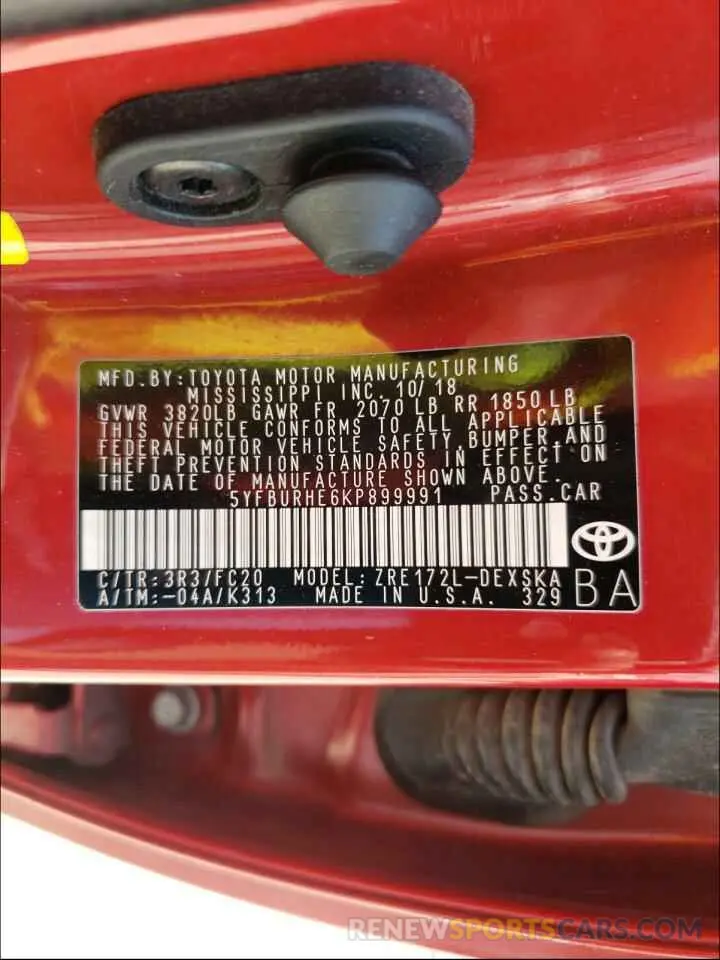 MFD.BY:TOYOTA MOTOR MANUFACTURING
MISSISSIPPI INC. 10/18
GVWR 3820LB GAWR FR 2070 LB RR 1850 LB
THIS VEHICLE CONFORMS TO ALL APPLICABLE
FEDERAL MOTOR VEHICLE SAFETY,BUMPER,AND
THEFT PREVENTION STANDARDS IN EFFECT ON
THE DATE OF MANUFACTURE SHOWN ABOVE.
5YFBURHE6KP899991 PASS.CAR
C/TR:3R3/FC20 MODEL:ZRE172L-DEXSKA
A/TM:-04A/K313 MADE IN U.S.A. 329
BA
RENEWSPORTSCARS.COM